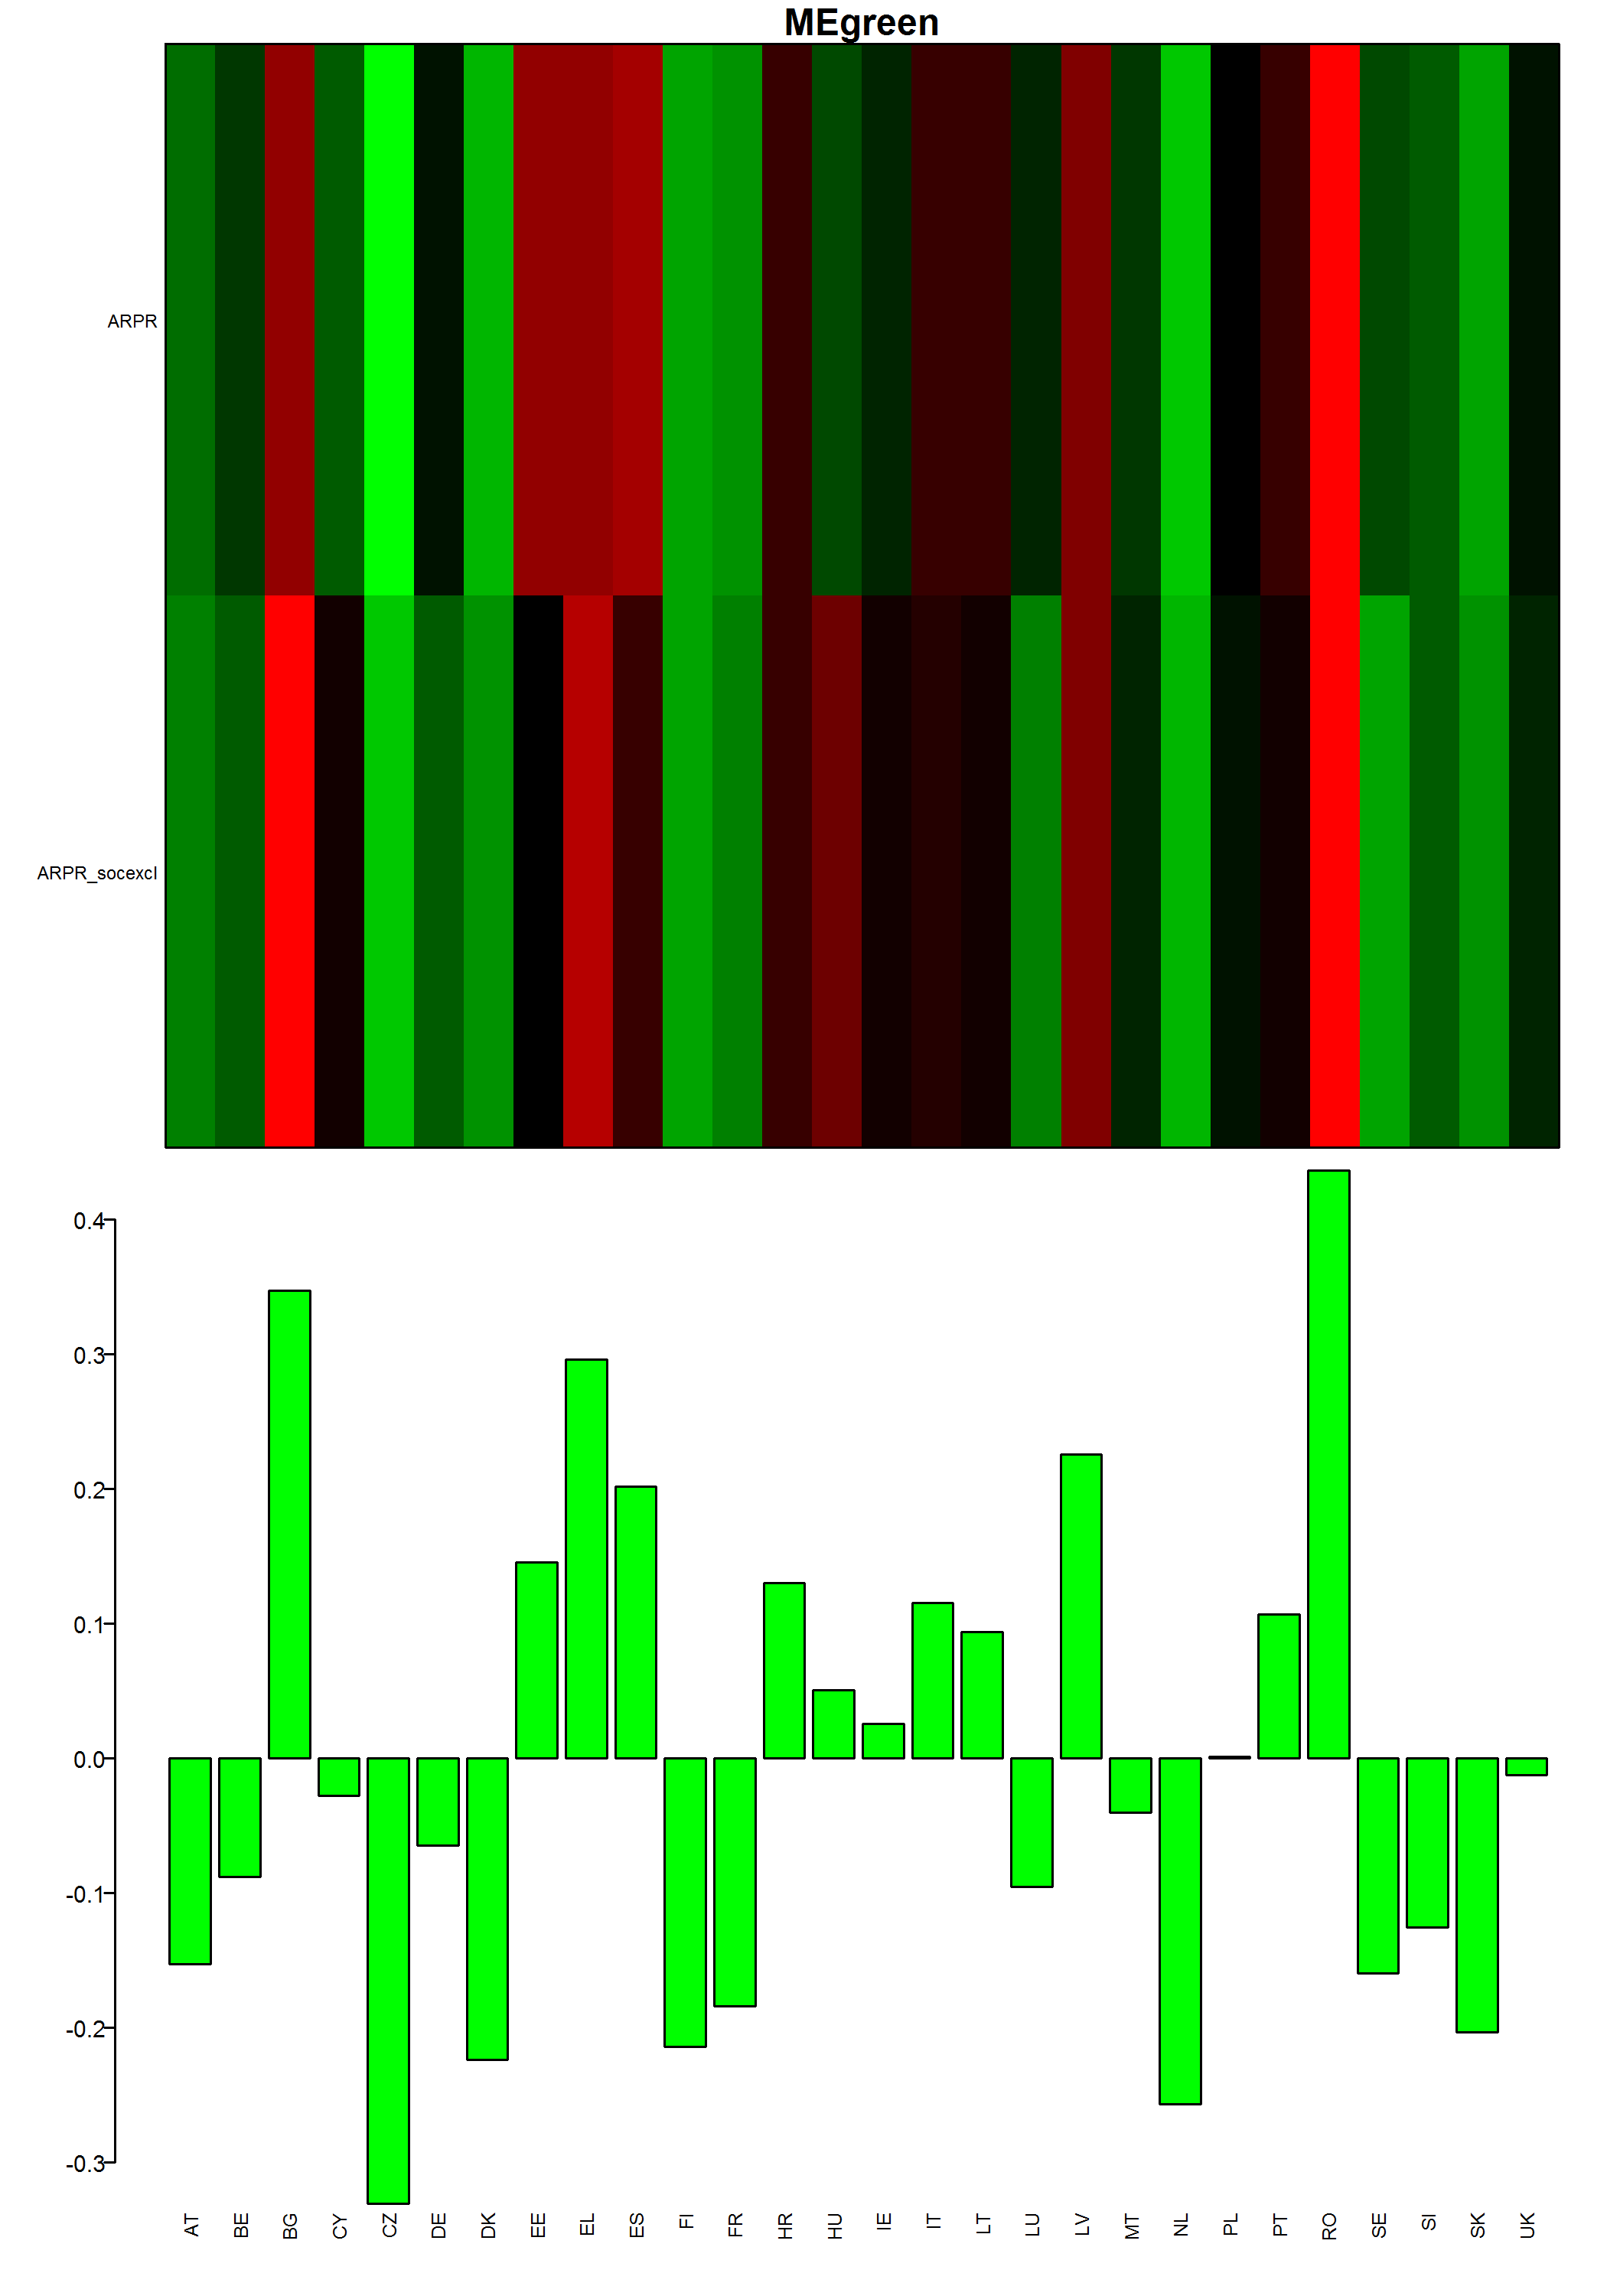 MEgreen
ARPR
ARPR_socexcl
0.4
0.3
0.2
0.1
0.0
-0.1
-0.2
-0.3
AT BE BG CY CZ DE DK EE EL ES FI FR HR HU IE IT LT LU LV MT NL PL PT RO SE SI SK UK